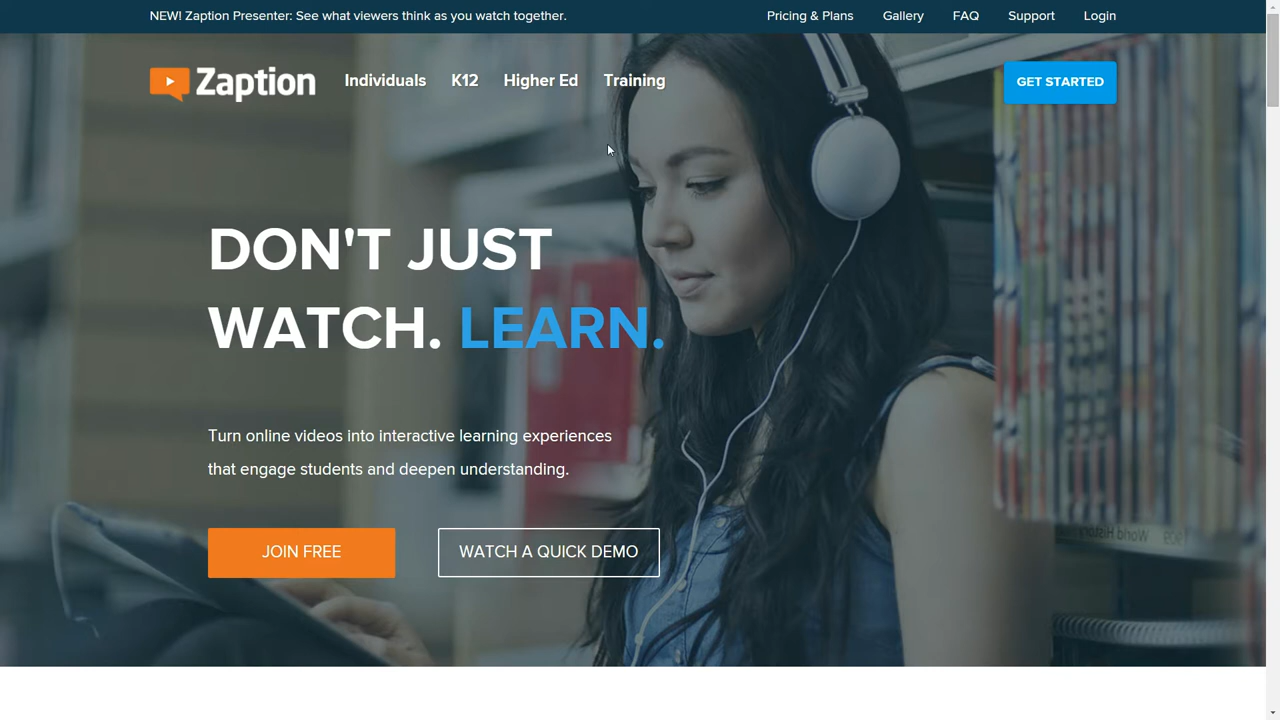 NEW! Zaption Presenter: See what viewers think as you watch together.
Pricing & Plans Gallery FAQ Support Login
Zaption Individuals K12 Higher Ed Training GET STARTED
DON'T JUST
WATCH. LEARN.
Turn online videos into interactive learning experiences
that engage students and deepen understanding.
JOIN FREE WATCH A QUICK DEMO
World History